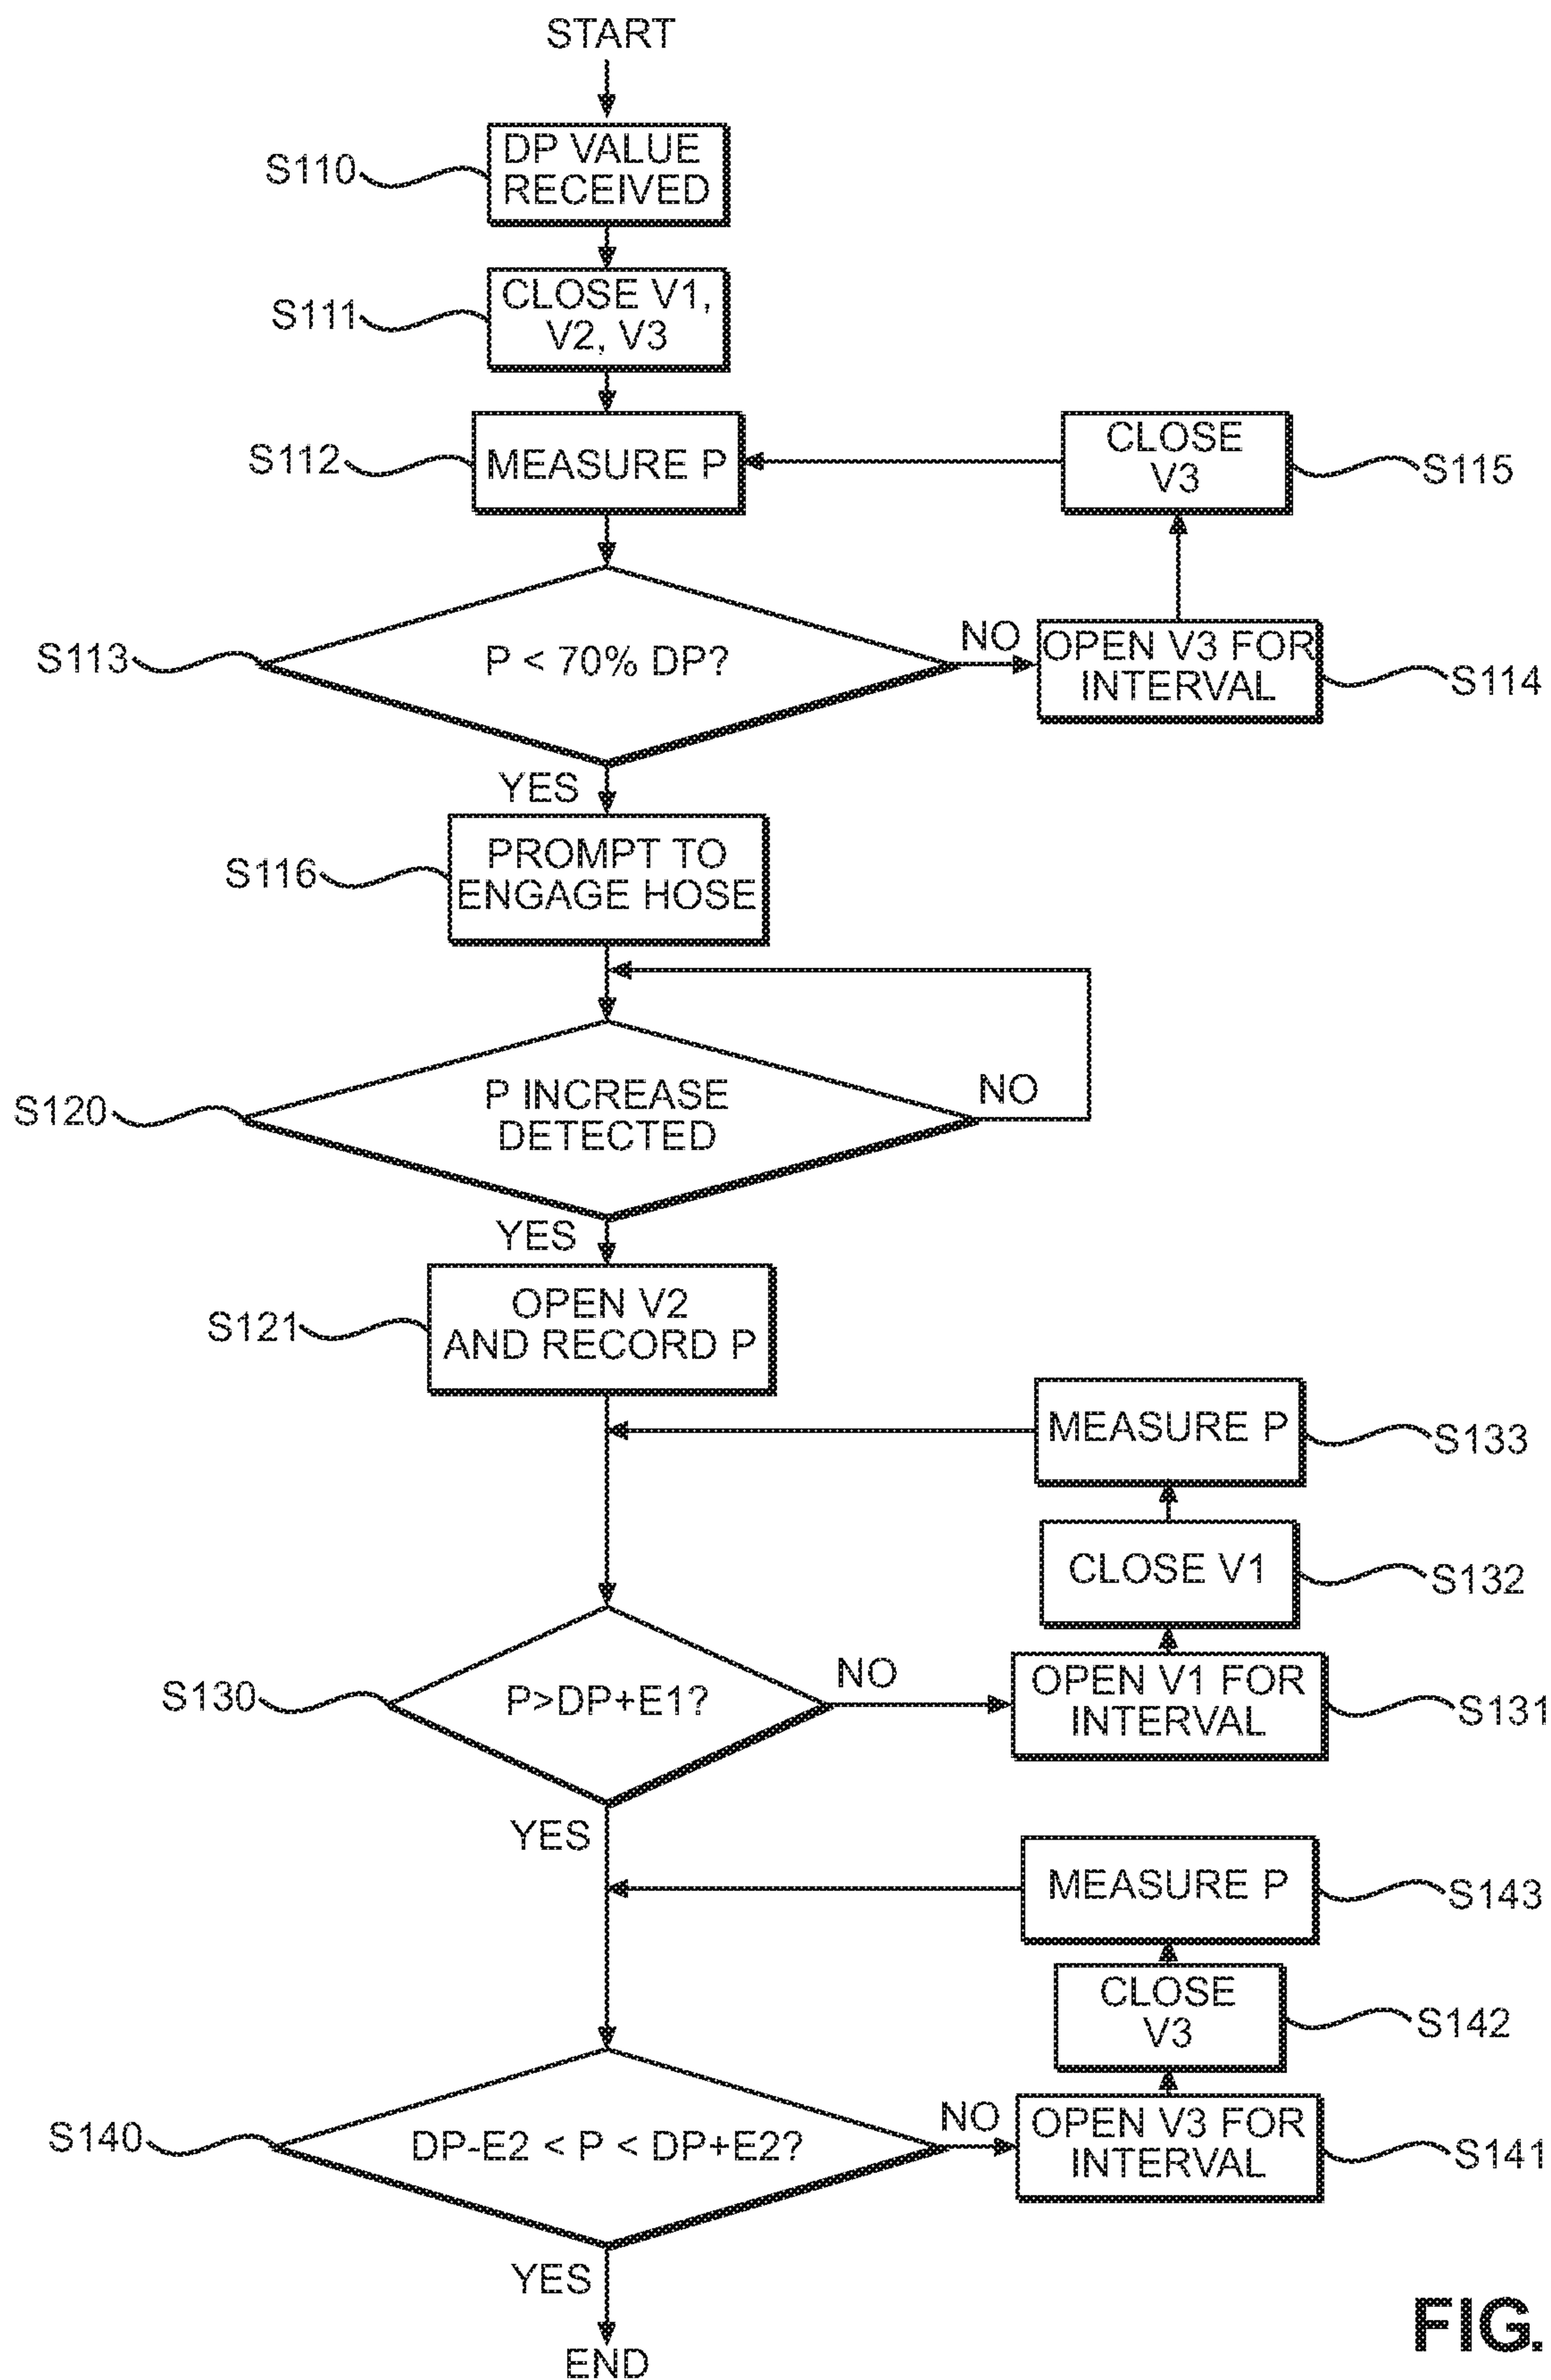 START
DP VALUE
RECEIVED
S110
CLOSE V1,
V2, V3
S111
MEASURE P
S112
CLOSE
V3
S115
P < 70% DP?
S113
NO
OPEN V3 FOR
INTERVAL
S114
YES
PROMPT TO
ENGAGE HOSE
S116
P INCREASE
DETECTED
S120
NO
YES
OPEN V2
AND RECORD P
S121
MEASURE P
S133
CLOSE V1
S132
P>DP+E1?
S130
NO
OPEN V1 FOR
INTERVAL
S131
YES
MEASURE P
S143
CLOSE
V3
S142
DP-E2 < P < DP+E2?
S140
NO
OPEN V3 FOR
INTERVAL
S141
YES
END
FIG.